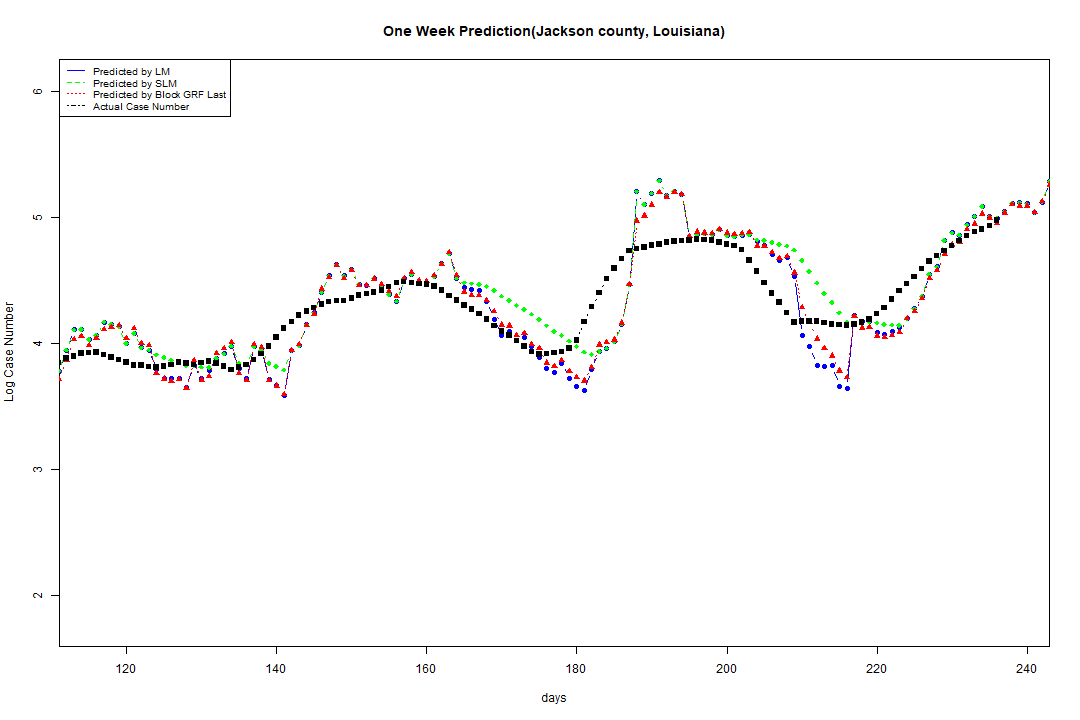 One Week Prediction(Jackson county, Louisiana)
Predicted by LM
Predicted by SLM
Predicted by Block GRF Last
Actual Case Number
Log Case Number
6
5
4
3
2
120 140 160 180 200 220 240
days